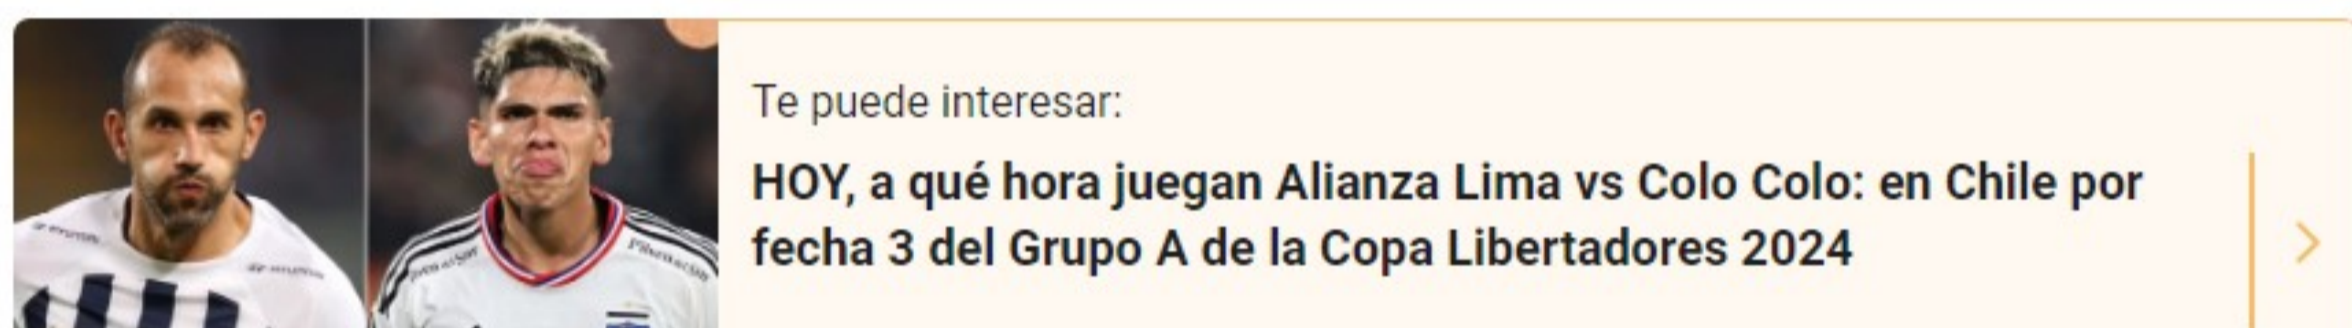 Te puede interesar:
HOY, a qué hora juegan Alianza Lima vs Colo Colo: en Chile por
fecha 3 del Grupo A de la Copa Libertadores 2024